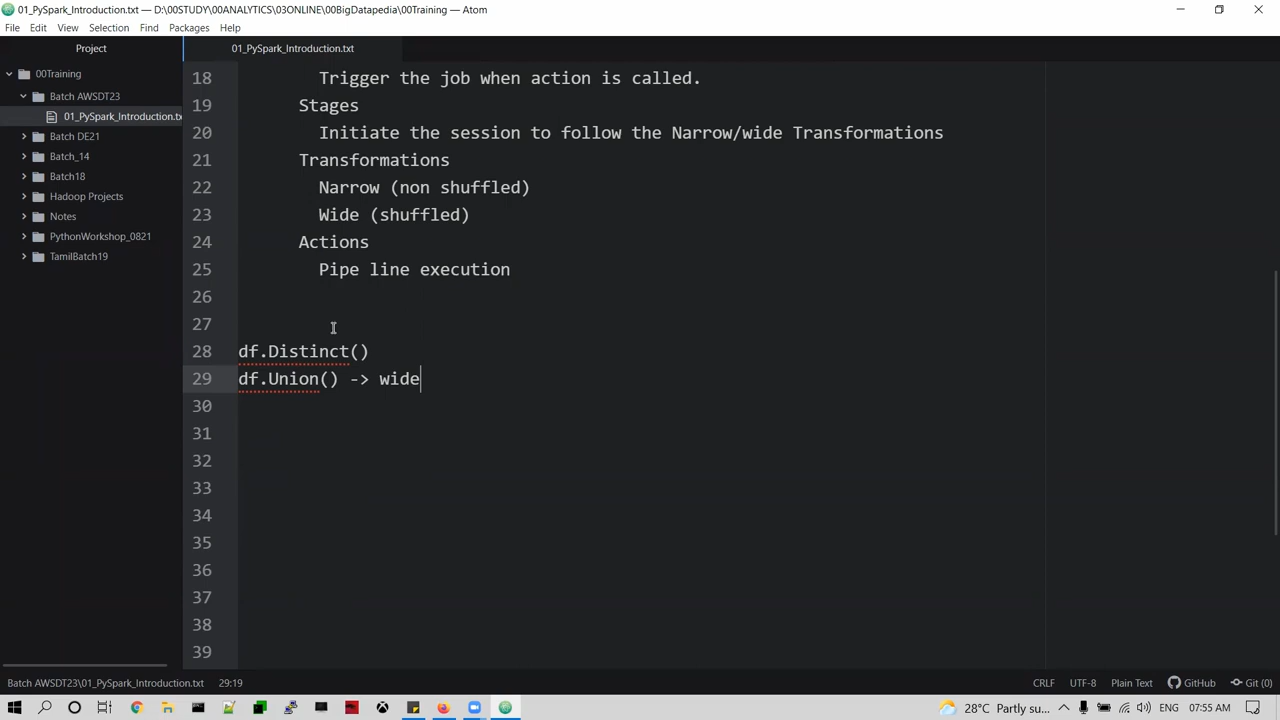 01_PySpark_Introduction.txt — D:\00STUDY\00ANALYTICS\03ONLINE\00BigDatapedia\00Training — Atom
File Edit View Selection Find Packages Help
Project
01_PySpark_Introduction.txt
00Training
Batch AWSDT23
01_PySpark_Introduction.tx
Batch DE21
Batch_14
Batch18
Hadoop Projects
Notes
PythonWorkshop_0821
TamilBatch19
18 Trigger the job when action is called.
19 Stages
20 Initiate the session to follow the Narrow/wide Transformations
21 Transformations
22 Narrow (non shuffled)
23 Wide (shuffled)
24 Actions
25 Pipe line execution
26
27
28 df.Distinct()
29 df.Union() -> wide
30
31
32
33
34
35
36
37
38
39
Batch AWSDT23\01_PySpark_Introduction.txt 29:19 CRLF UTF-8 Plain Text GitHub Git (0)
28°C Partly su... ENG 07:55 AM